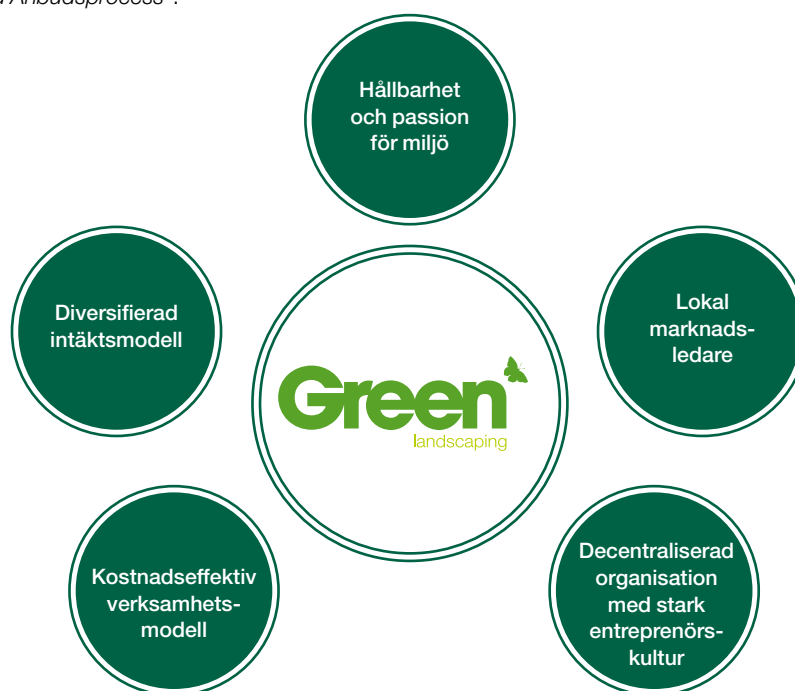 Anbudsprocess".
Hållbarhet
och passion
för miljö
Diversifierad
intäktsmodell
Lokal
marknads-
ledare
Green
landscaping
Kostnadseffektiv
verksamhets-
modell
Decentraliserad
organisation
med stark
entreprenörs-
kultur